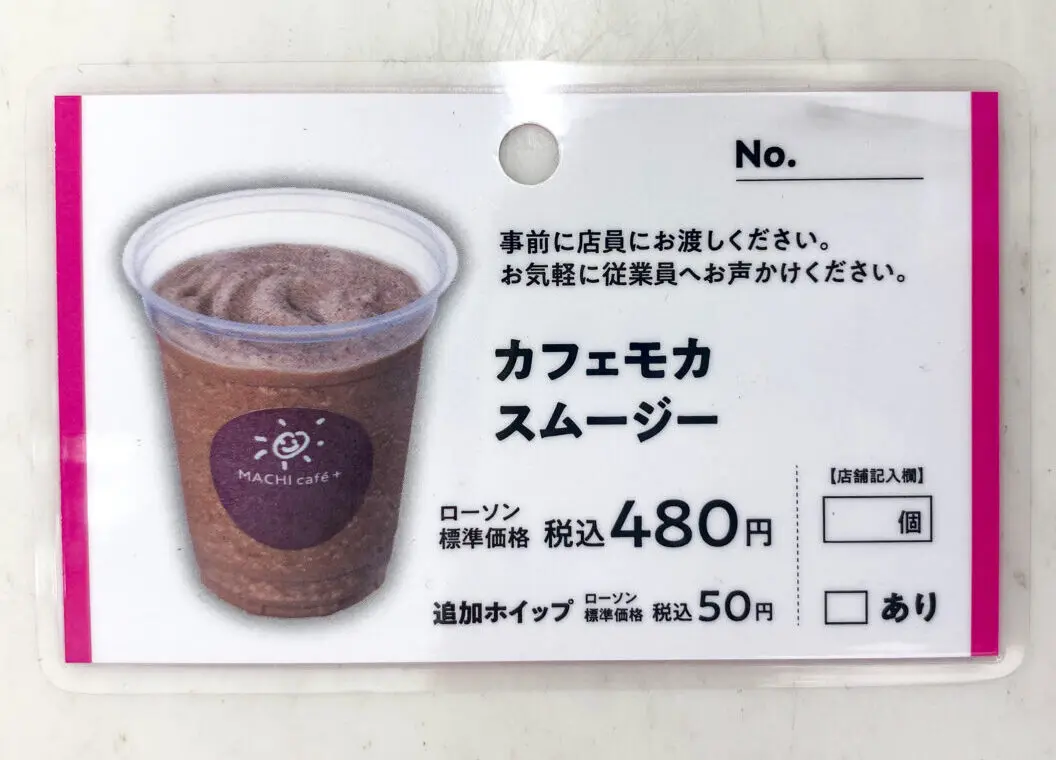 No.
事前に店員にお渡しください。
お気軽に従業員へお声かけください。
カフェモカ
スムージー
MACHI café+
【店舗記入欄】
ローソン
標準価格 税込480円
個
追加ホイップ ローソン
標準価格 税込50円
あり